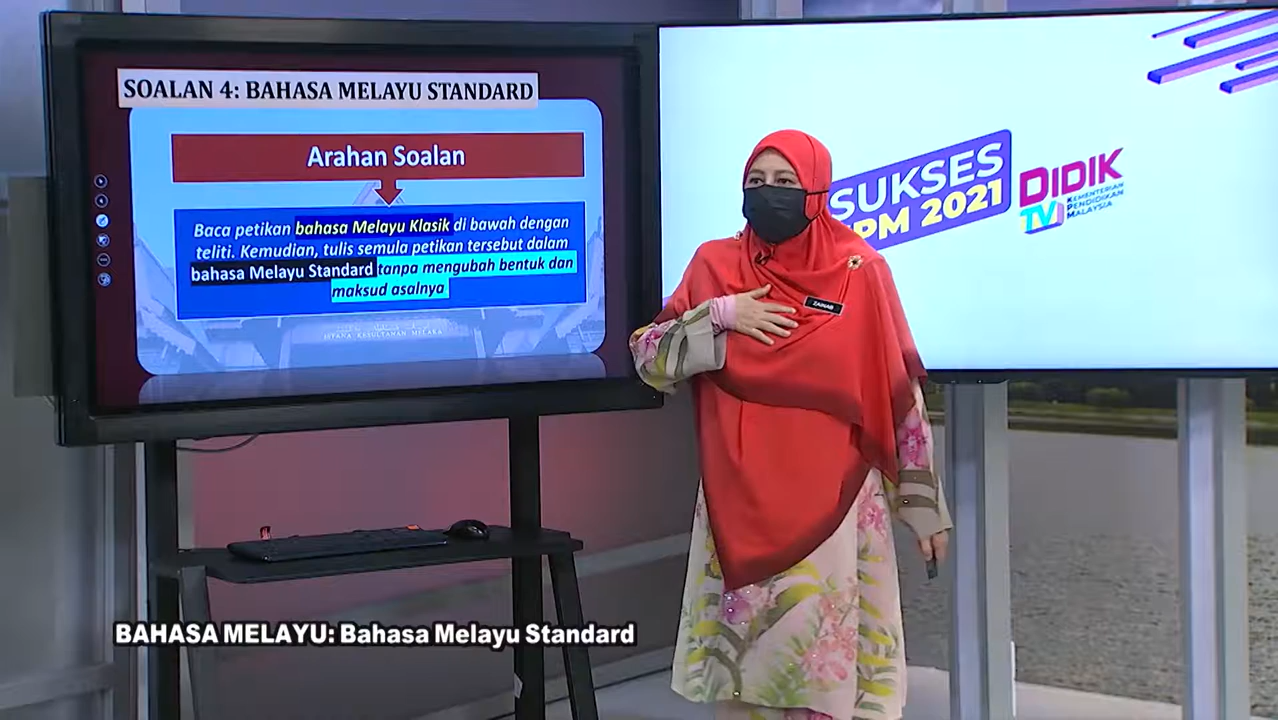 SOALAN 4: BAHASA MELAYU STANDARD
Arahan Soalan
Baca petikan bahasa Melayu Klasik di bawah dengan
teliti. Kemudian, tulis semula petikan tersebut dalam
bahasa Melayu Standard tanpa mengubah bentuk dan
maksud asalnya
ISTANA KESULTANAN MELAKA
SUKSES
PM 2021
DIDIK
TV
KEMENTERIAN
PENDIDIKAN
MALAYSIA
ZAINAB
BAHASA MELAYU: Bahasa Melayu Standard